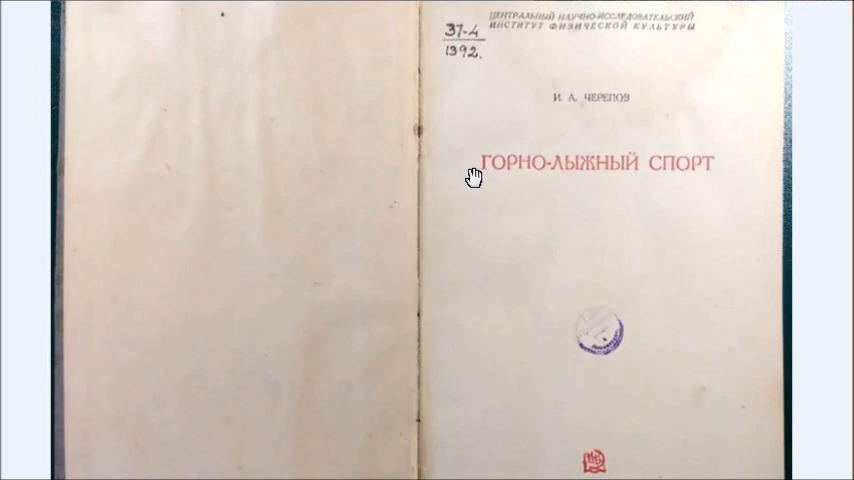 37-4
1392.
ЦЕНТРАЛЬНЫЙ НАУЧНО-ИССЛЕДОВАТЕЛЬСКИЙ
ИНСТИТУТ ФИЗИЧЕСКОЙ КУЛЬТУРЫ
И. А. ЧЕРЕПОВ
ГОРНО-ЛЫЖНЫЙ СПОРТ